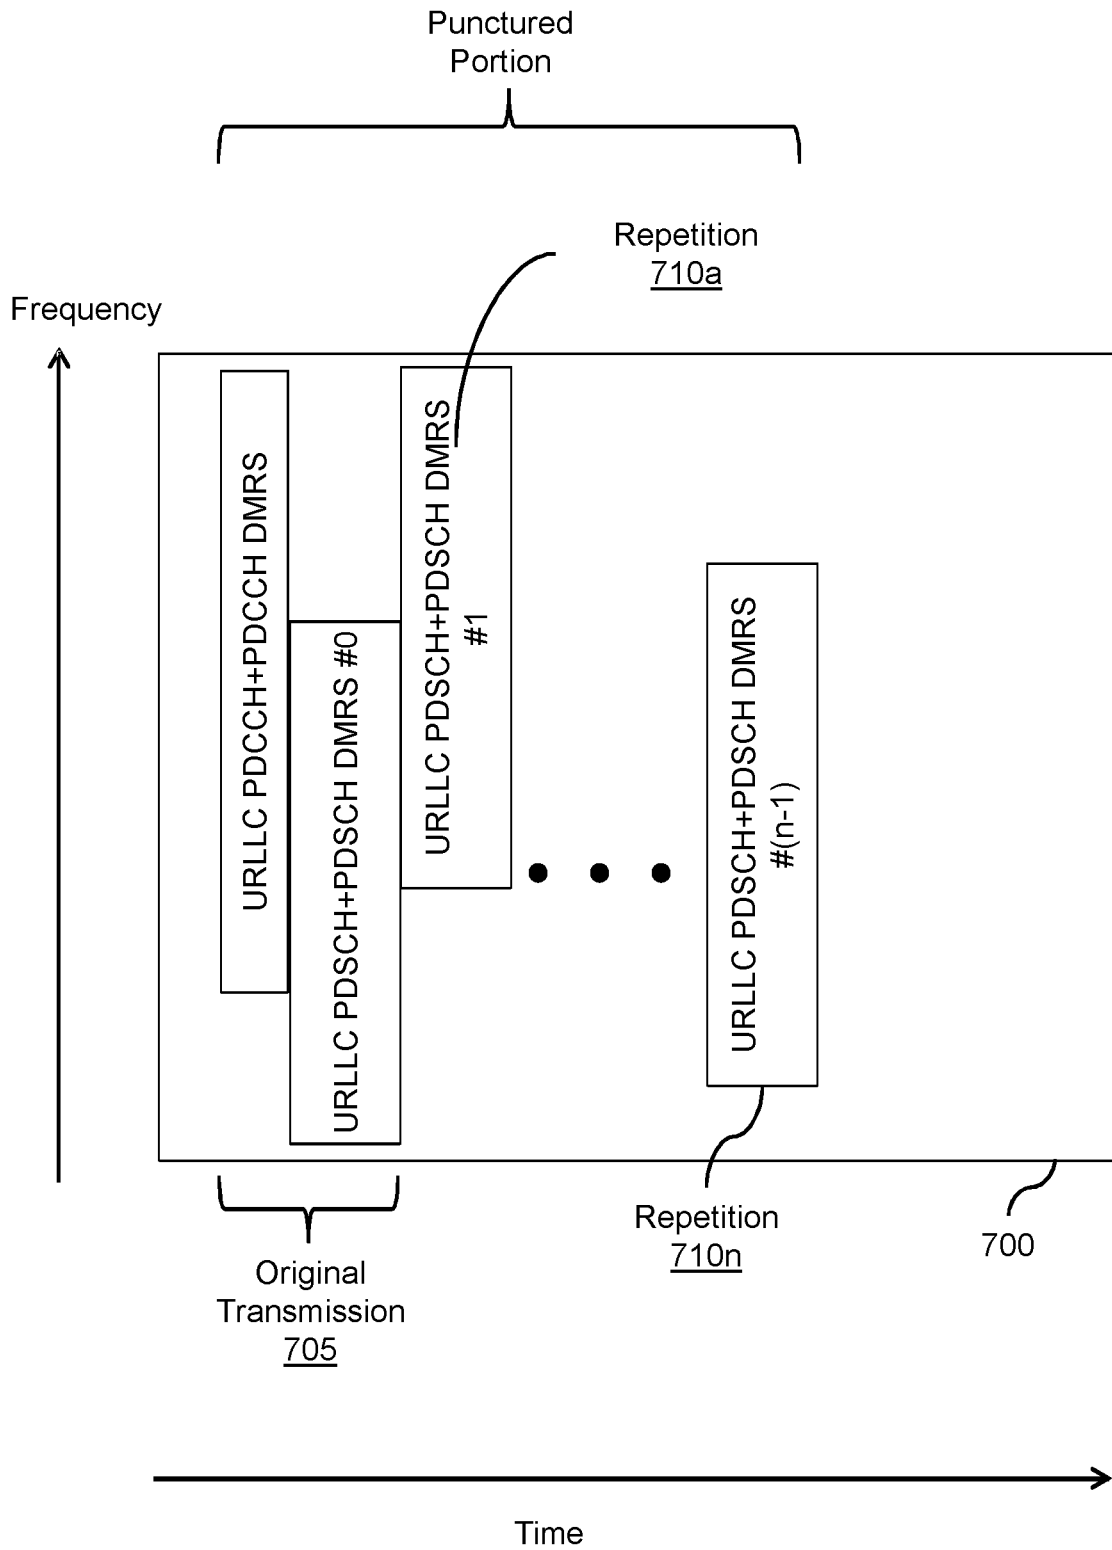 Punctured
Portion
Repetition
710a
Frequency
URLLC PDCCH+PDCCH DMRS
URLLC PDSCH+PDSCH DMRS #0
URLLC PDSCH+PDSCH DMRS
#1
URLLC PDSCH+PDSCH DMRS
#(n-1)
Repetition
710n
700
Original
Transmission
705
Time